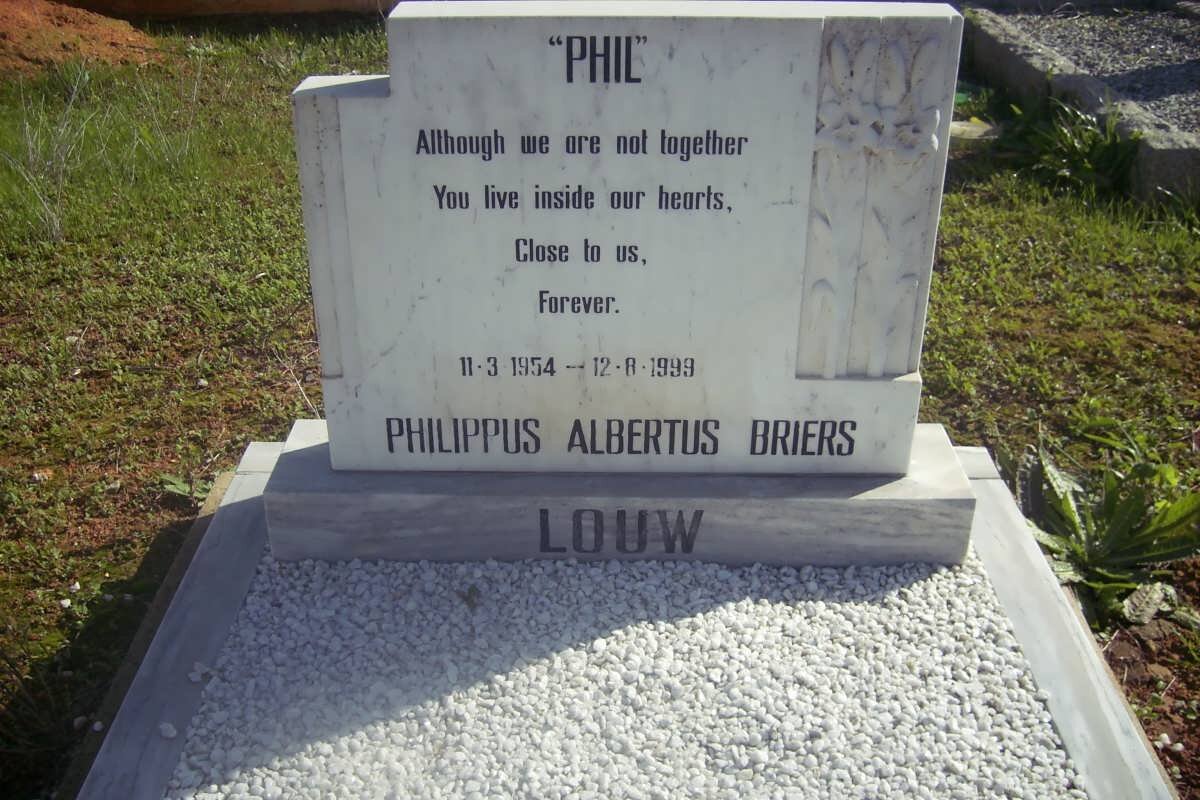 “PHIL”
Although we are not together
You live inside our hearts,
Close to us,
Forever.
11·3·1954 — 12·8·1999
PHILIPPUS ALBERTUS BRIERS
LOUW